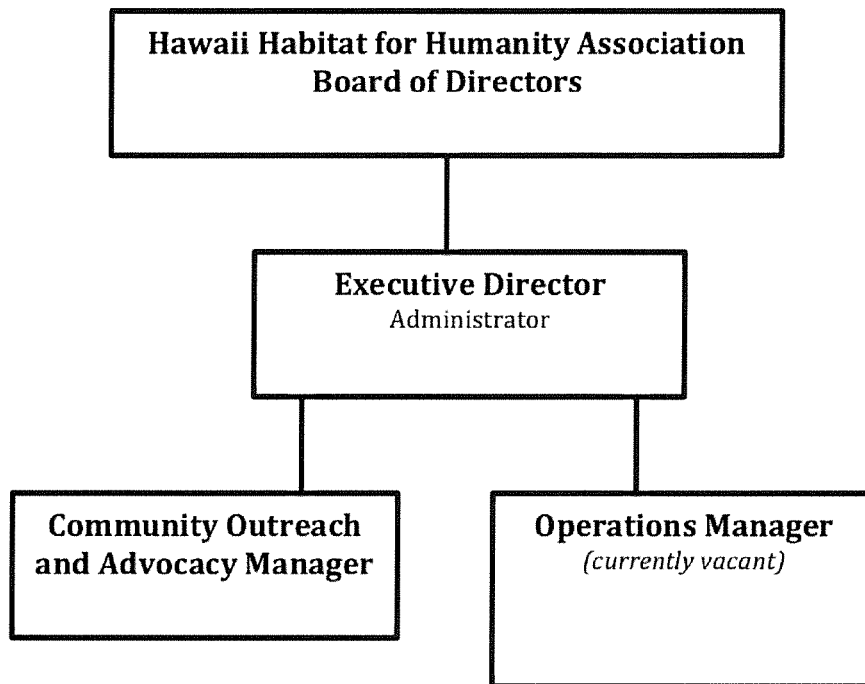 Hawaii Habitat for Humanity Association
Board of Directors
Executive Director
Administrator
Community Outreach
and Advocacy Manager
Operations Manager
(currently vacant)